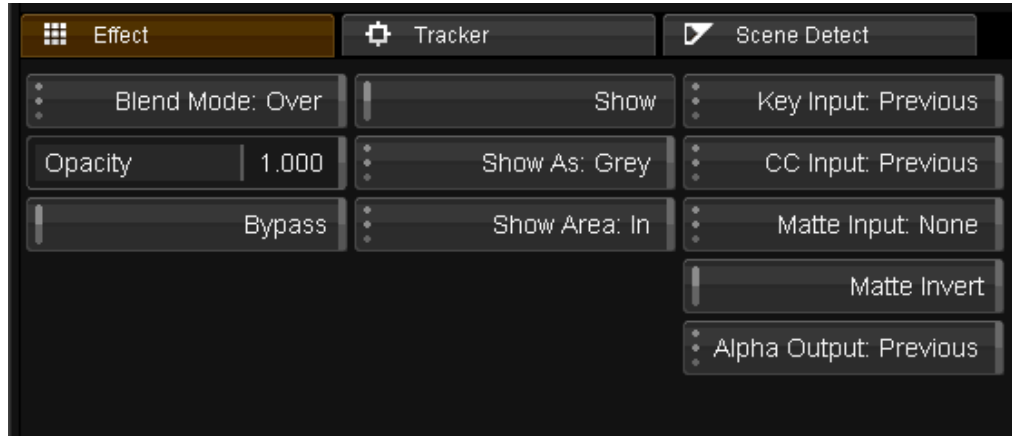 Effect Tracker Scene Detect
Blend Mode: Over Show Key Input: Previous
Opacity 1.000 Show As: Grey CC Input: Previous
Bypass Show Area: In Matte Input: None
Matte Invert
Alpha Output: Previous